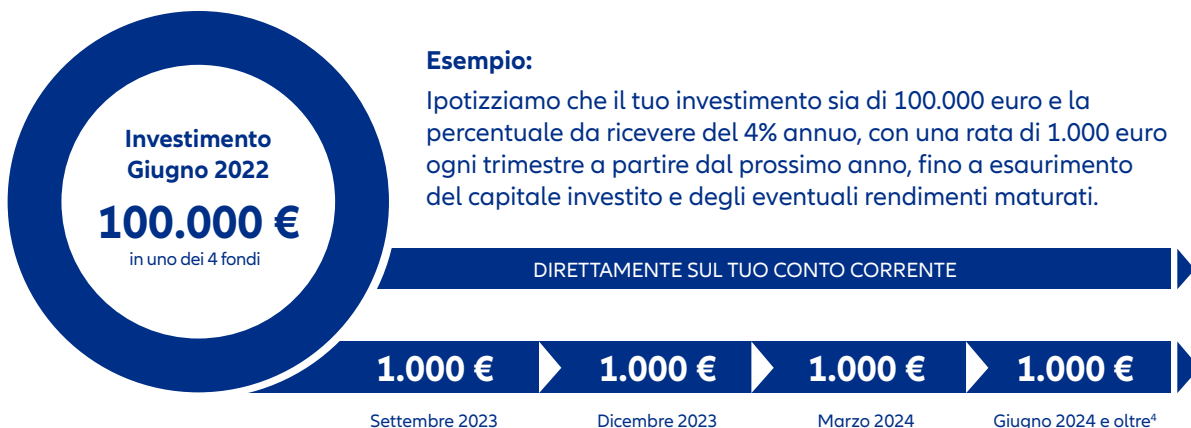 Investimento
Giugno 2022
100.000 €
in uno dei 4 fondi
Esempio:
Ipotizziamo che il tuo investimento sia di 100.000 euro e la
percentuale da ricevere del 4% annuo, con una rata di 1.000 euro
ogni trimestre a partire dal prossimo anno, fino a esaurimento
del capitale investito e degli eventuali rendimenti maturati.
DIRETTAMENTE SUL TUO CONTO CORRENTE
1.000 € 1.000 € 1.000 € 1.000 €
Settembre 2023 Dicembre 2023 Marzo 2024 Giugno 2024 e oltre⁴